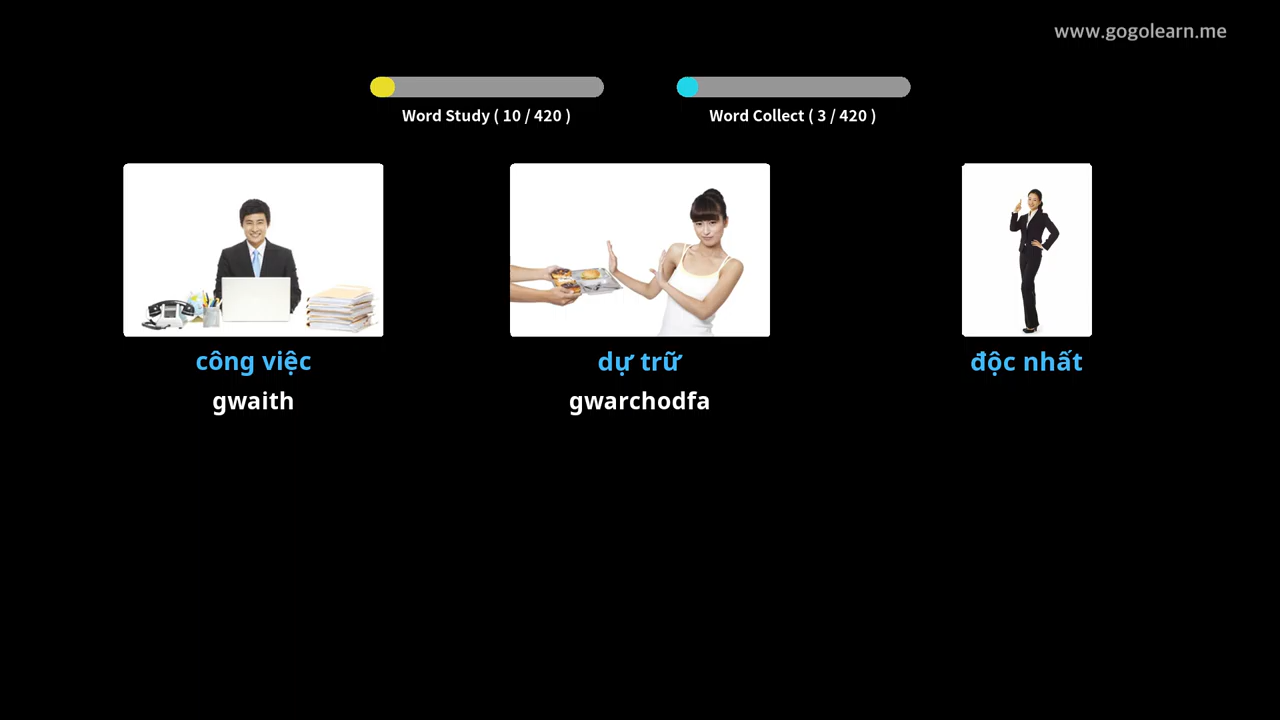 www.gogolearn.me
Word Study ( 10 / 420 )
Word Collect ( 3 / 420 )
công việc
gwaith
dự trữ
gwarchodfa
độc nhất